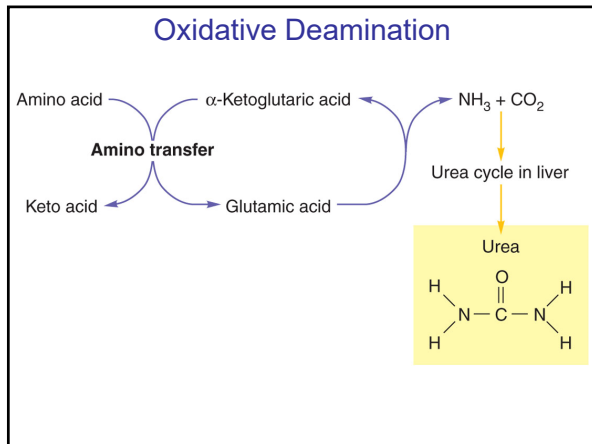 Oxidative Deamination
Amino acid
α-Ketoglutaric acid
NH3 + CO2
Amino transfer
Urea cycle in liver
Keto acid
Glutamic acid
Urea
O
H
H
N — C — N
H
H